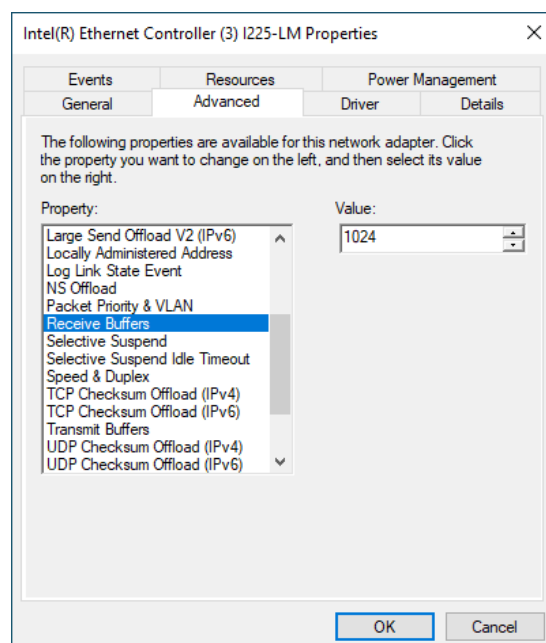 Intel(R) Ethernet Controller (3) I225-LM Properties
Events Resources Power Management
General Advanced Driver Details
The following properties are available for this network adapter. Click
the property you want to change on the left, and then select its value
on the right.
Property:
Value:
Large Send Offload V2 (IPv6)
Locally Administered Address
Log Link State Event
NS Offload
Packet Priority & VLAN
Receive Buffers
Selective Suspend
Selective Suspend Idle Timeout
Speed & Duplex
TCP Checksum Offload (IPv4)
TCP Checksum Offload (IPv6)
Transmit Buffers
UDP Checksum Offload (IPv4)
UDP Checksum Offload (IPv6)
1024
OK Cancel